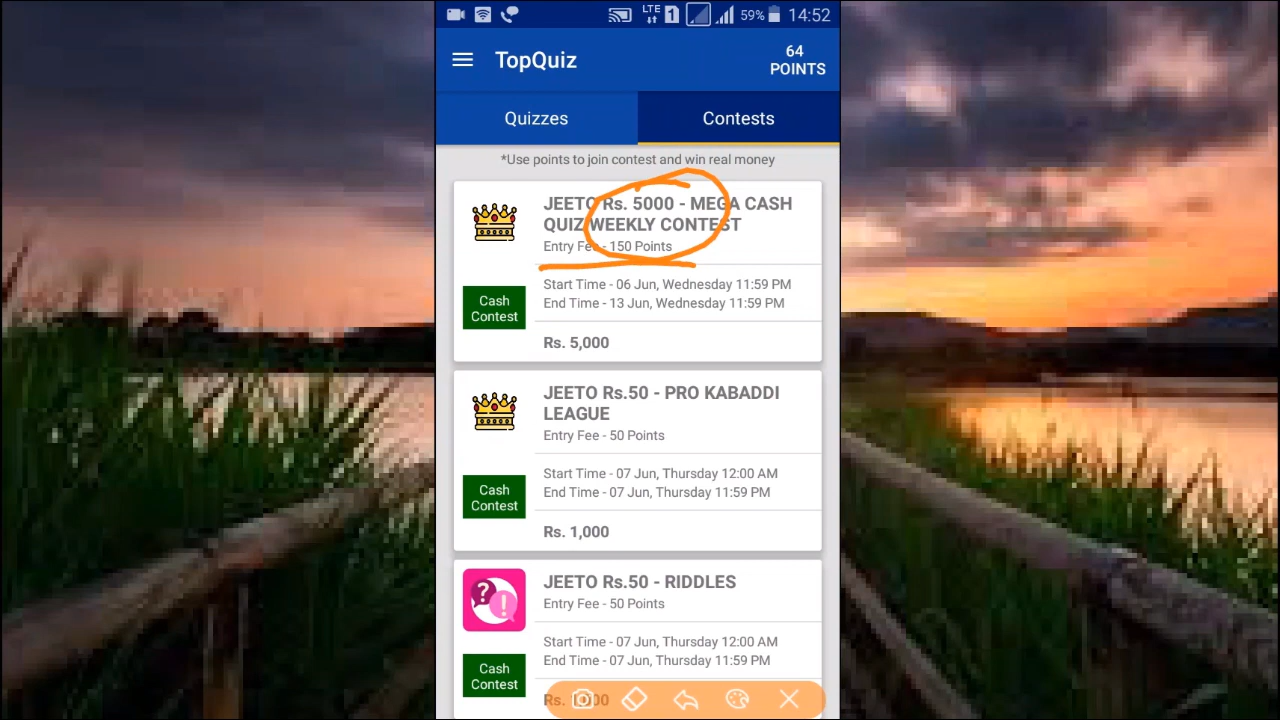 LTE 1 59% 14:52
TopQuiz
64
POINTS
Quizzes
Contests
*Use points to join contest and win real money
JEETO Rs. 5000 - MEGA CASH
QUIZ WEEKLY CONTEST
Entry Fee - 150 Points
Cash
Contest
Start Time - 06 Jun, Wednesday 11:59 PM
End Time - 13 Jun, Wednesday 11:59 PM
Rs. 5,000
JEETO Rs.50 - PRO KABADDI
LEAGUE
Entry Fee - 50 Points
Cash
Contest
Start Time - 07 Jun, Thursday 12:00 AM
End Time - 07 Jun, Thursday 11:59 PM
Rs. 1,000
JEETO Rs.50 - RIDDLES
Entry Fee - 50 Points
Start Time - 07 Jun, Thursday 12:00 AM
End Time - 07 Jun, Thursday 11:59 PM
Cash
Contest
Rs.